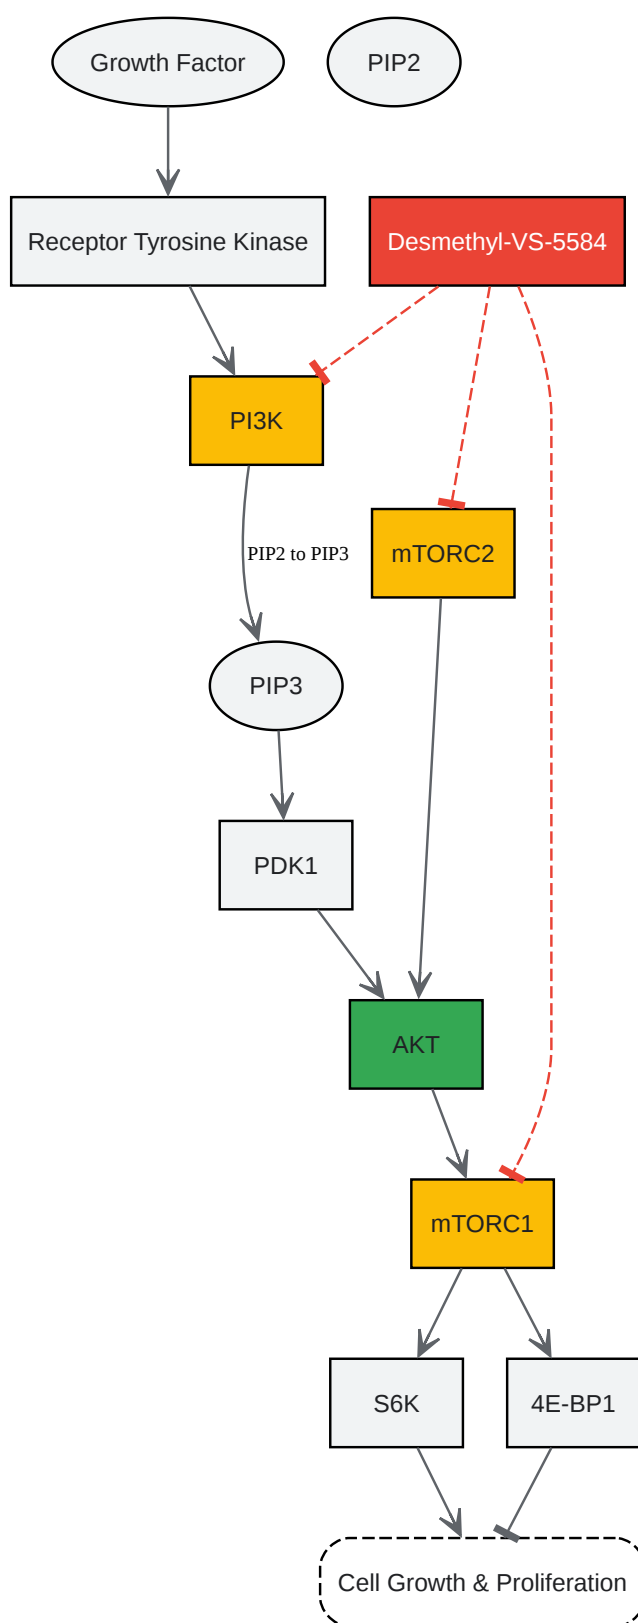 Growth Factor
PIP2
Receptor Tyrosine Kinase
Desmethyl-VS-5584
PI3K
PIP2 to PIP3
mTORC2
PIP3
PDK1
AKT
mTORC1
S6K
4E-BP1
Cell Growth & Proliferation